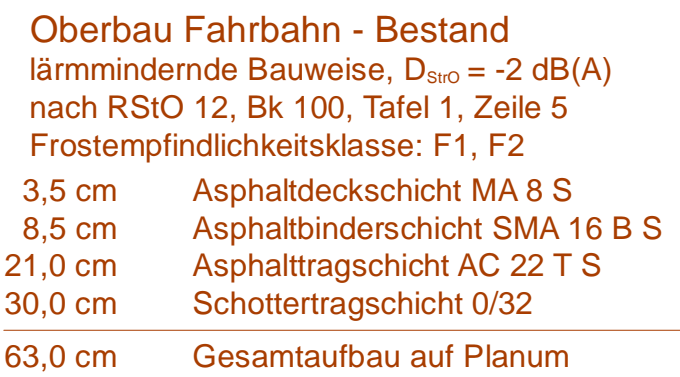 Oberbau Fahrbahn - Bestand
lärmmindernde Bauweise, DStrO = -2 dB(A)
nach RStO 12, Bk 100, Tafel 1, Zeile 5
Frostempfindlichkeitsklasse: F1, F2
3,5 cm Asphaltdeckschicht MA 8 S
8,5 cm Asphaltbinderschicht SMA 16 B S
21,0 cm Asphalttragschicht AC 22 T S
30,0 cm Schottertragschicht 0/32
63,0 cm Gesamtaufbau auf Planum